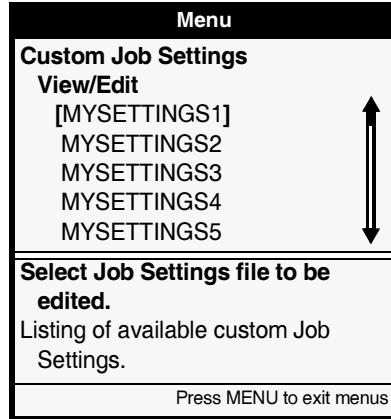 Menu
Custom Job Settings
View/Edit
[MYSETTINGS1]
MYSETTINGS2
MYSETTINGS3
MYSETTINGS4
MYSETTINGS5
Select Job Settings file to be
edited.
Listing of available custom Job
Settings.
Press MENU to exit menus